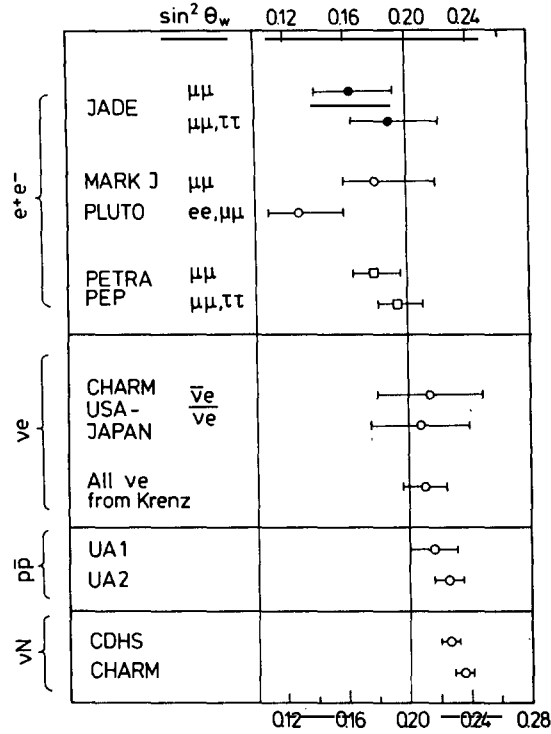 sin² θw 0.12 0.16 0.20 0.24
e⁺e⁻
JADE μμ
μμ,ττ
MARK J μμ
PLUTO ee,μμ
PETRA μμ
PEP μμ,ττ
νe
CHARM ν̅e
USA- νe
JAPAN
All νe
from Krenz
pp̅
UA1
UA2
νN
CDHS
CHARM
0.12 0.16 0.20 0.24 0.28